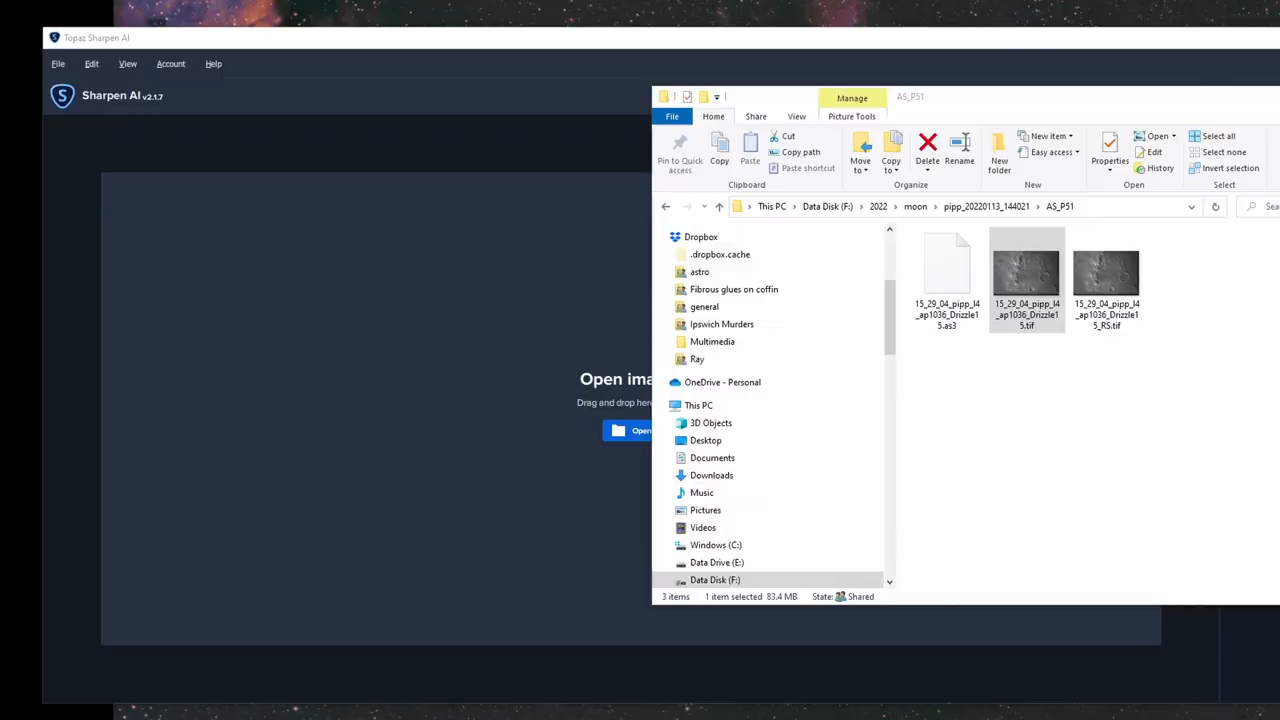 Topaz Sharpen AI
File Edit View Account Help
Sharpen AI v2.1.7
Open
Drag and drop here
Open
Manage
AS_P51
File Home Share View Picture Tools
Pin to Quick access
Copy
Paste
Cut
Copy path
Paste shortcut
Clipboard
Move to
Copy to
Delete
Rename
Organize
New folder
New item
Easy access
New
Properties
Open
Edit
History
Open
Select all
Select none
Invert selection
Select
This PC > Data Disk (F:) > 2022 > moon > pipp_20220113_144021 > AS_P51
Dropbox
.dropbox.cache
astro
Fibrous glues on coffin
general
Ipswich Murders
Multimedia
Ray
OneDrive - Personal
This PC
3D Objects
Desktop
Documents
Downloads
Music
Pictures
Videos
Windows (C:)
Data Drive (E:)
Data Disk (F:)
15_29_04_pipp_l4
_ap1036_Drizzle1
5.as3
15_29_04_pipp_l4
_ap1036_Drizzle1
5.tif
15_29_04_pipp_l4
_ap1036_Drizzle1
5_RS.tif
3 items 1 item selected 83.4 MB State: Shared